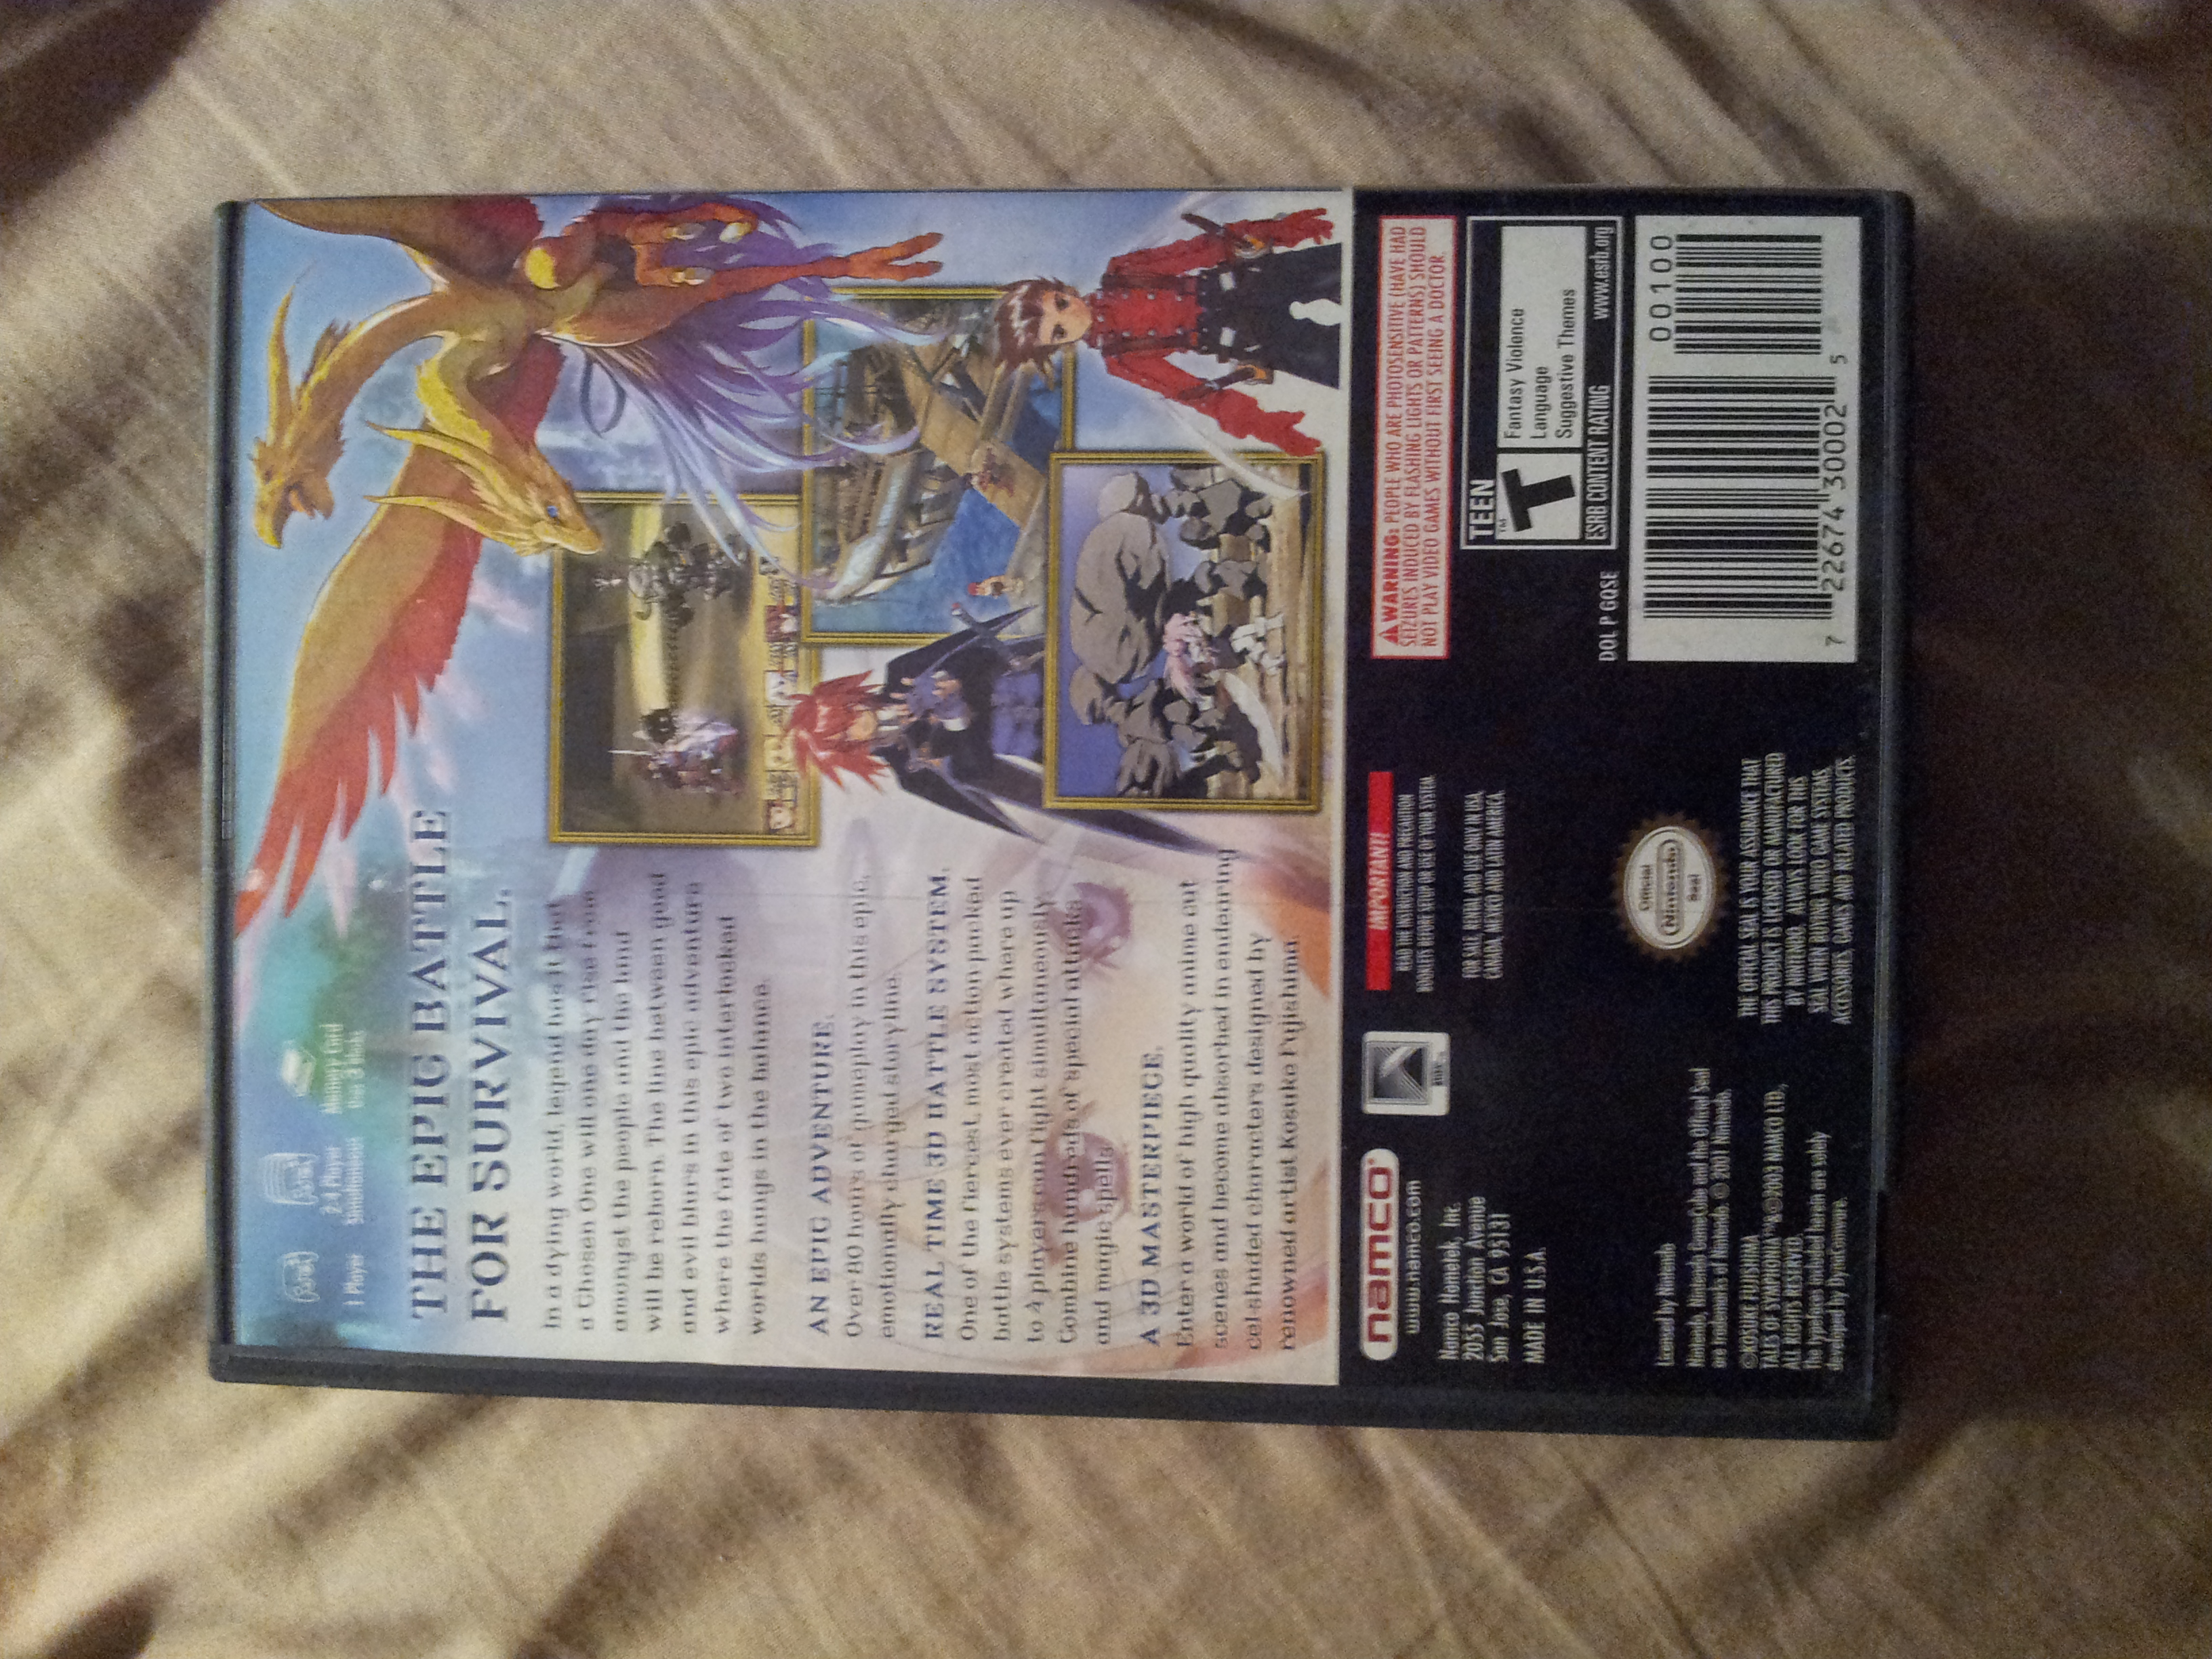 1 Player
2-4 Player
Simultaneous
Memory Card
Uses 3 Blocks
THE EPIC BATTLE
FOR SURVIVAL.
In a dying world, legend has it that
a Chosen One will one day rise from
amongst the people and the land
will be reborn. The line between good
and evil blurs in this epic adventure
where the fate of two interlocked
worlds hangs in the balance.
AN EPIC ADVENTURE.
Over 80 hours of gameplay in this epic,
emotionally charged storyline.
REAL TIME 3D BATTLE SYSTEM.
One of the fiercest, most action-packed
battle systems ever created where up
to 4 players can fight simultaneously.
Combine hundreds of special attacks
and magic spells.
A 3D MASTERPIECE.
Enter a world of high quality anime cut
scenes and become absorbed in endearing
cel-shaded characters designed by
renowned artist Kosuke Fujishima.
namco®
www.namco.com
Namco Hometek, Inc.
2055 Junction Avenue
San Jose, CA 95131
MADE IN U.S.A.
IMPORTANT!
READ THE INSTRUCTION AND PRECAUTION
BOOKLETS BEFORE SETUP OR USE OF YOUR SYSTEM.
FOR SALE, RENTAL AND USE ONLY IN USA,
CANADA, MEXICO AND LATIN AMERICA.
WARNING: PEOPLE WHO ARE PHOTOSENSITIVE (HAVE HAD
SEIZURES INDUCED BY FLASHING LIGHTS OR PATTERNS) SHOULD
NOT PLAY VIDEO GAMES WITHOUT FIRST SEEING A DOCTOR.
TEEN
T™
Fantasy Violence
Language
Suggestive Themes
ESRB CONTENT RATING www.esrb.org
DOL P GQSE
Licensed by Nintendo
Nintendo, Nintendo GameCube and the Official Seal
are trademarks of Nintendo. © 2001 Nintendo.
©KOSUKE FUJISHIMA
TALES OF SYMPHONIA™&©2003 NAMCO LTD.,
ALL RIGHTS RESERVED.
The typefaces included herein are solely
developed by DynaComware.
Official
Nintendo
Seal
THE OFFICIAL SEAL IS YOUR ASSURANCE THAT
THIS PRODUCT IS LICENSED OR MANUFACTURED
BY NINTENDO. ALWAYS LOOK FOR THIS
SEAL WHEN BUYING VIDEO GAME SYSTEMS,
ACCESSORIES, GAMES AND RELATED PRODUCTS.
00100
7 22674 30002 5